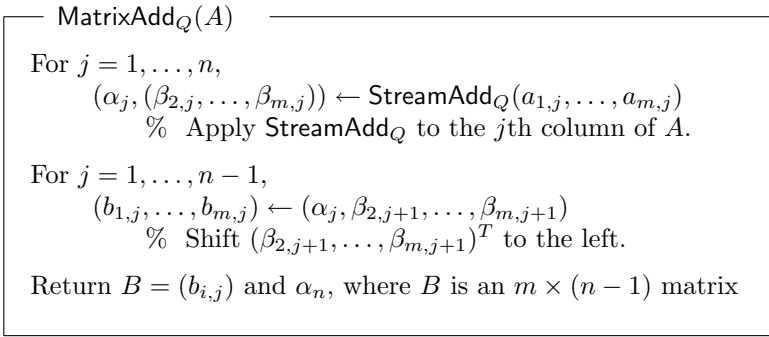 MatrixAdd_Q(A)
For j = 1, . . . , n,
(α_j, (β_{2,j}, . . . , β_{m,j})) ← StreamAdd_Q(a_{1,j}, . . . , a_{m,j})
% Apply StreamAdd_Q to the jth column of A.
For j = 1, . . . , n − 1,
(b_{1,j}, . . . , b_{m,j}) ← (α_j, β_{2,j+1}, . . . , β_{m,j+1})
% Shift (β_{2,j+1}, . . . , β_{m,j+1})^T to the left.
Return B = (b_{i,j}) and α_n, where B is an m × (n − 1) matrix